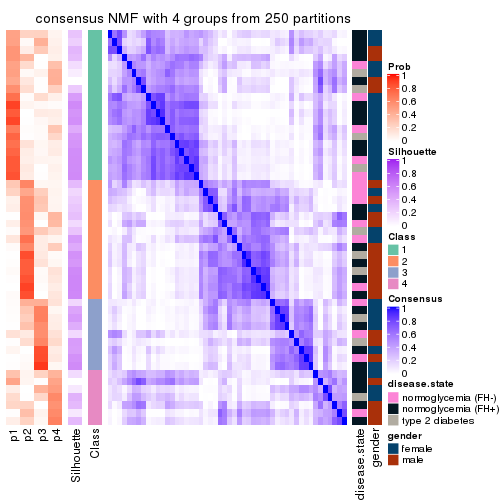 consensus NMF with 4 groups from 250 partitions
Prob
1
0.8
0.6
0.4
0.2
0
Silhouette
1
0.8
0.6
0.4
0.2
0
Class
1
2
3
4
Consensus
1
0.8
0.6
0.4
0.2
0
disease.state
normoglycemia (FH-)
normoglycemia (FH+)
type 2 diabetes
gender
female
male
p1
p2
p3
p4
Silhouette
Class
disease.state
gender